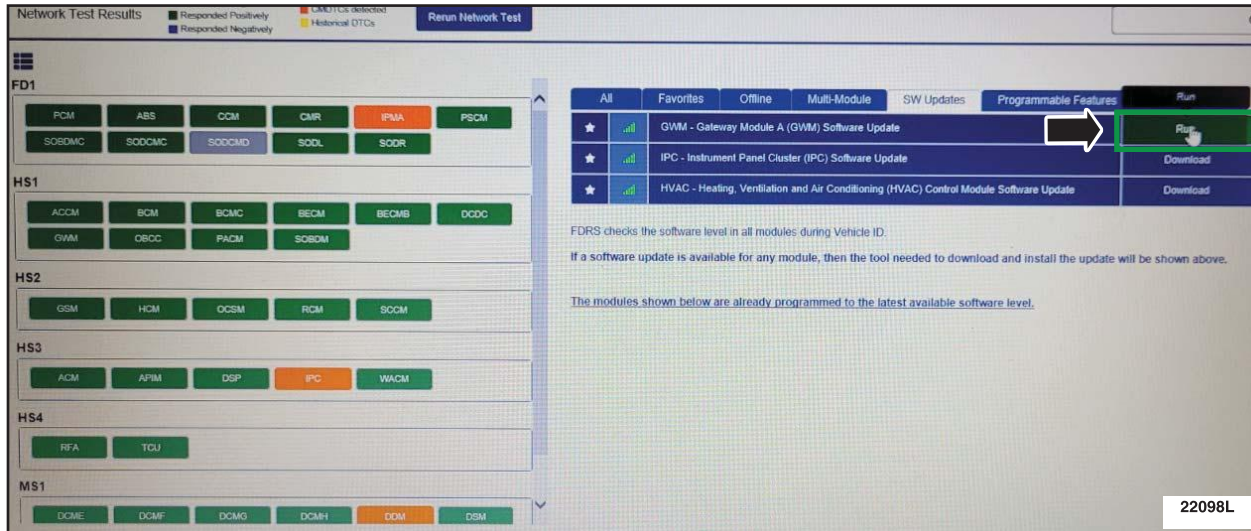 Network Test Results
Responded Positively
Responded Negatively
CMDTCs detected
Historical DTCs
Rerun Network Test
FD1
PCM ABS CCM CMR IPMA PSCM
SOBDMC SODCMC SODCMD SODL SODR
HS1
ACCM BCM BCMC BECM BECMB DCDC
GWM OBCC PACM SOBDM
HS2
GSM HCM OCSM RCM SCCM
HS3
ACM APIM DSP IPC WACM
HS4
RFA TCU
MS1
DCME DCMF DCMG DCMH DDM DSM
All Favorites Offline Multi-Module SW Updates Programmable Features Run
GWM - Gateway Module A (GWM) Software Update Run
IPC - Instrument Panel Cluster (IPC) Software Update Download
HVAC - Heating, Ventilation and Air Conditioning (HVAC) Control Module Software Update Download
FDRS checks the software level in all modules during Vehicle ID.
If a software update is available for any module, then the tool needed to download and install the update will be shown above.
The modules shown below are already programmed to the latest available software level.
22098L